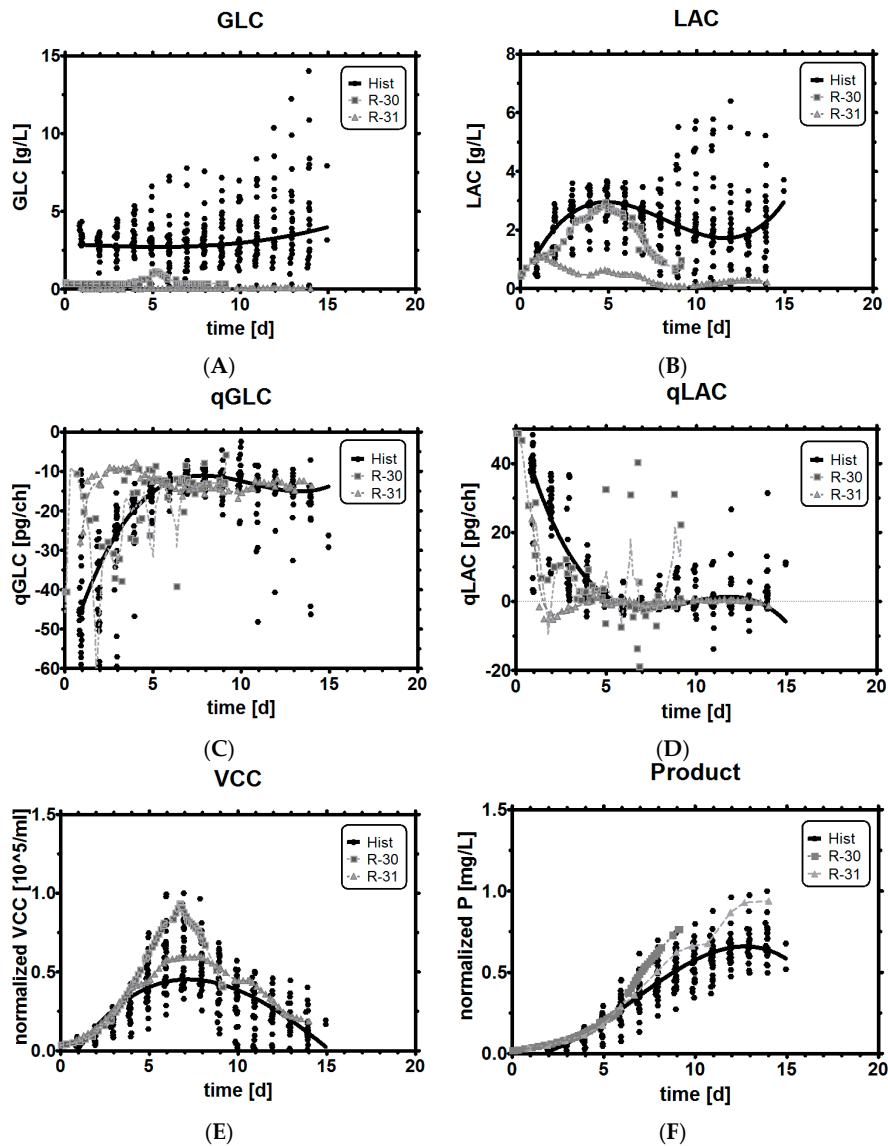 GLC
LAC
15
10
5
0
GLC [g/L]
Hist
R-30
R-31
0 5 10 15 20
time [d]
8
6
4
2
0
LAC [g/L]
Hist
R-30
R-31
0 5 10 15 20
time [d]
(A)
(B)
qGLC
qLAC
0
-10
-20
-30
-40
-50
-60
qGLC [pg/ch]
Hist
R-30
R-31
0 5 10 15 20
time [d]
40
20
0
-20
qLAC [pg/ch]
Hist
R-30
R-31
0 5 10 15 20
time [d]
(C)
(D)
VCC
Product
1.5
1.0
0.5
0.0
normalized VCC [10^5/ml]
Hist
R-30
R-31
0 5 10 15 20
time [d]
1.5
1.0
0.5
0.0
normalized P [mg/L]
Hist
R-30
R-31
0 5 10 15 20
time [d]
(E)
(F)